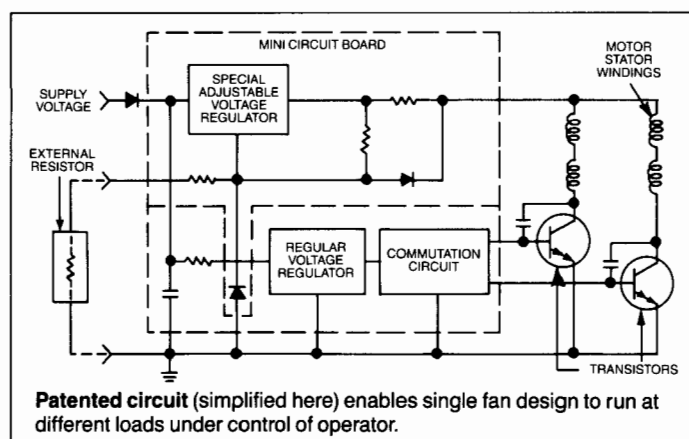 MINI CIRCUIT BOARD
MOTOR
STATOR
WINDINGS
SUPPLY
VOLTAGE
SPECIAL
ADJUSTABLE
VOLTAGE
REGULATOR
EXTERNAL
RESISTOR
REGULAR
VOLTAGE
REGULATOR
COMMUTATION
CIRCUIT
TRANSISTORS
Patented circuit (simplified here) enables single fan design to run at
different loads under control of operator.